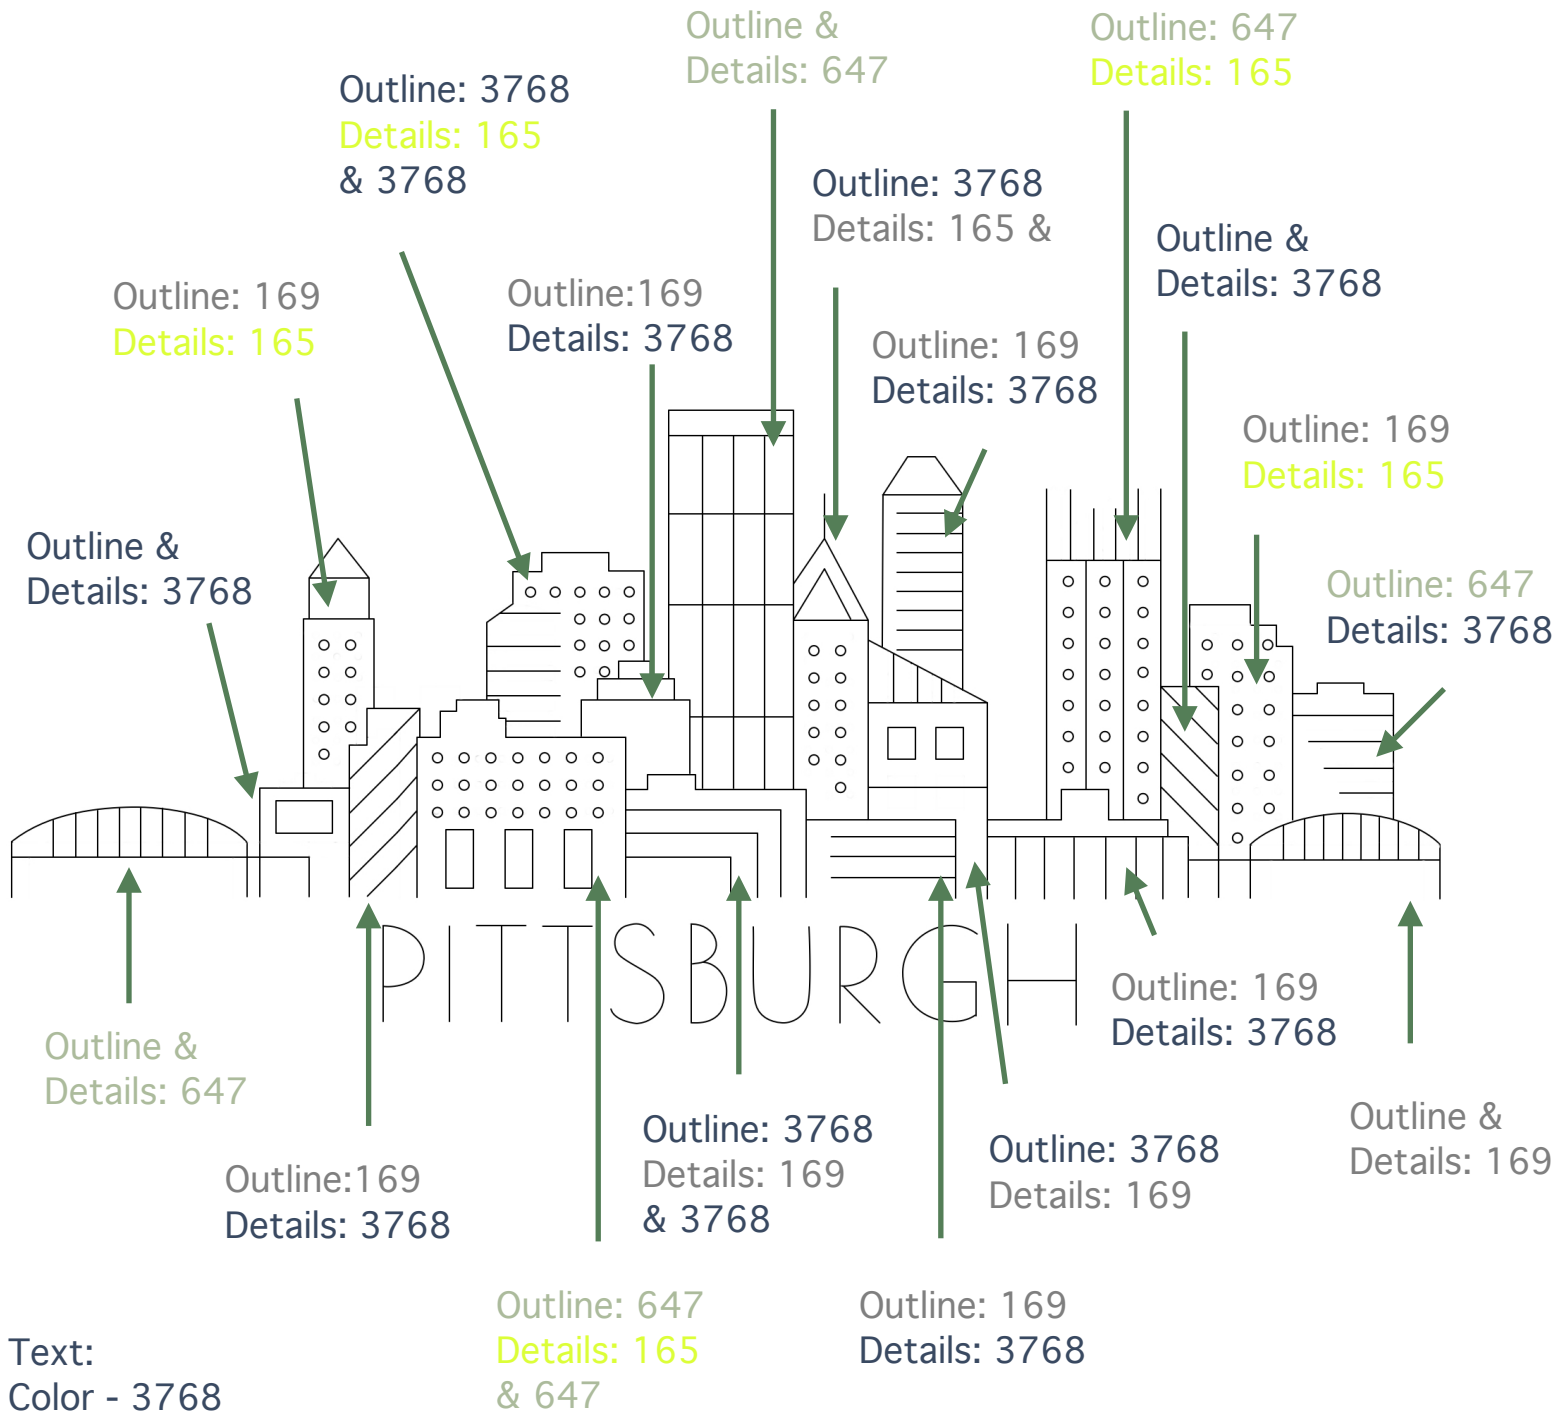 Outline &
Details: 647
Outline: 647
Details: 165
Outline: 3768
Details: 165
& 3768
Outline: 3768
Details: 165 &
Outline &
Details: 3768
Outline: 169
Details: 165
Outline:169
Details: 3768
Outline: 169
Details: 3768
Outline: 169
Details: 165
Outline &
Details: 3768
Outline: 647
Details: 3768
PITTSBURGH
Outline: 169
Details: 3768
Outline &
Details: 647
Outline: 3768
Details: 169
& 3768
Outline: 3768
Details: 169
Outline &
Details: 169
Outline:169
Details: 3768
Outline: 647
Details: 165
& 647
Outline: 169
Details: 3768
Text:
Color - 3768